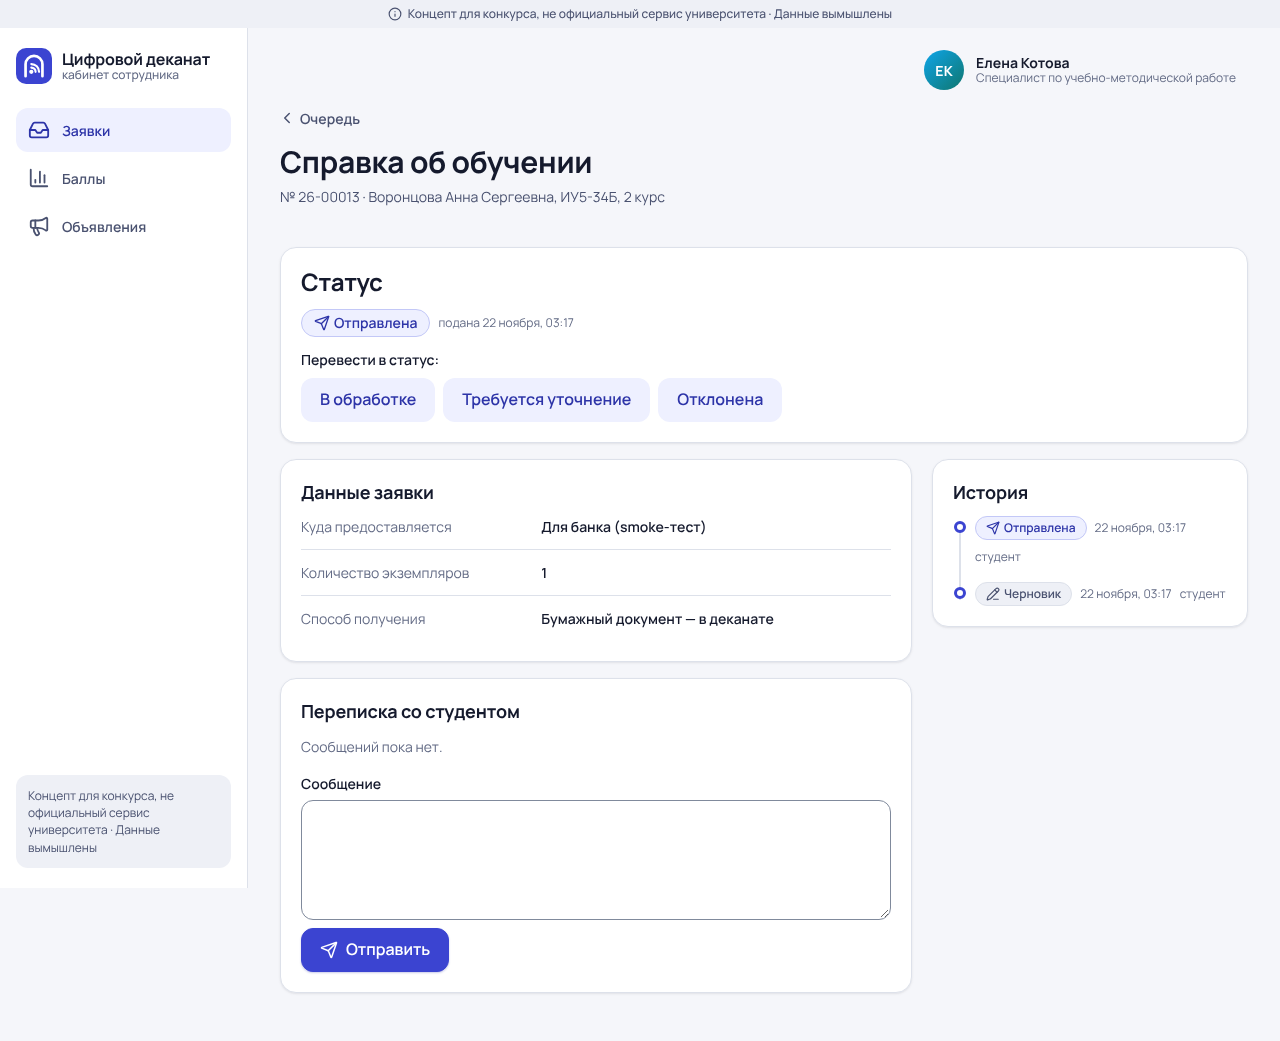 Концепт для конкурса, не официальный сервис университета · Данные вымышлены
Цифровой деканат
кабинет сотрудника
Заявки
Баллы
Объявления
Концепт для конкурса, не
официальный сервис
университета · Данные
вымышлены
ЕК
Елена Котова
Специалист по учебно-методической работе
Очередь
Справка об обучении
№ 26-00013 · Воронцова Анна Сергеевна, ИУ5-34Б, 2 курс
Статус
Отправлена подана 22 ноября, 03:17
Перевести в статус:
В обработке Требуется уточнение Отклонена
Данные заявки
Куда предоставляется Для банка (smoke-тест)
Количество экземпляров 1
Способ получения Бумажный документ — в деканате
История
Отправлена 22 ноября, 03:17
студент
Черновик 22 ноября, 03:17 студент
Переписка со студентом
Сообщений пока нет.
Сообщение
Отправить